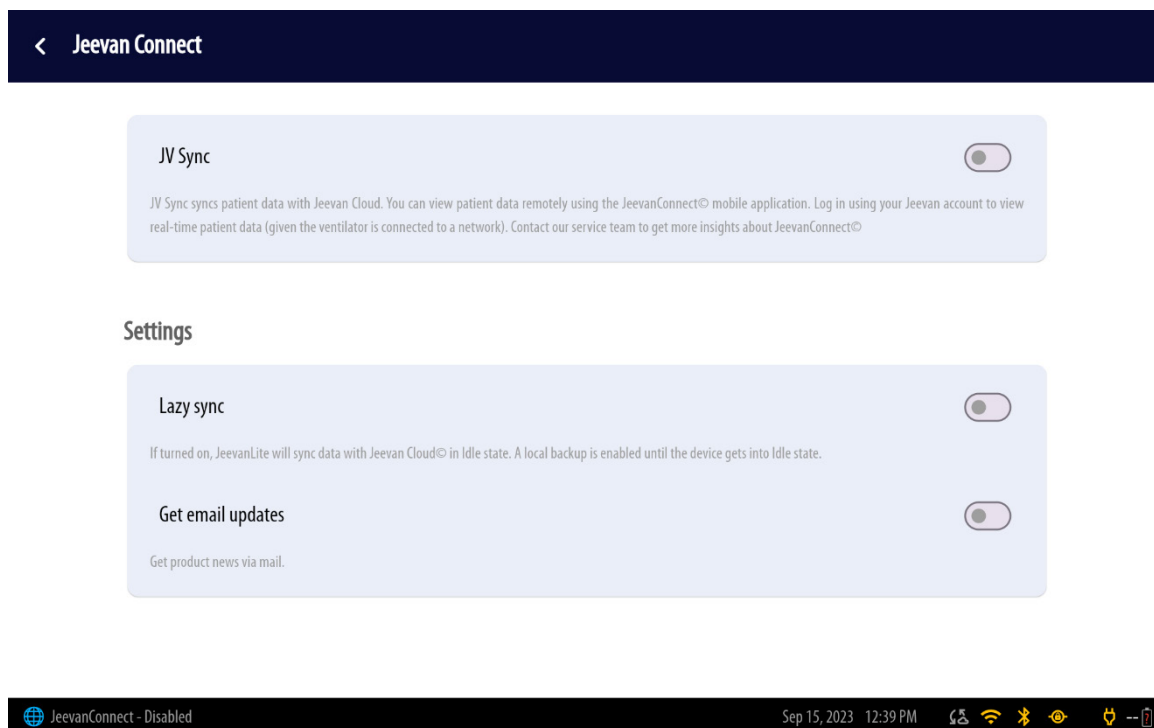 Jeevan Connect
JV Sync
JV Sync syncs patient data with Jeevan Cloud. You can view patient data remotely using the JeevanConnect© mobile application. Log in using your Jeevan account to view
real-time patient data (given the ventilator is connected to a network). Contact our service team to get more insights about JeevanConnect©
Settings
Lazy sync
If turned on, JeevanLite will sync data with Jeevan Cloud© in Idle state. A local backup is enabled until the device gets into Idle state.
Get email updates
Get product news via mail.
JeevanConnect - Disabled Sep 15, 2023 12:39 PM --